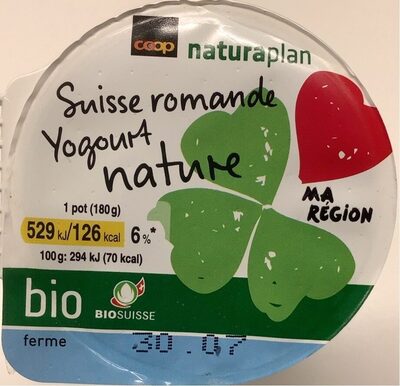 coop naturaplan
Suisse romande
Yogourt
nature
MA
RÉGION
1 pot (180g)
529 kJ/126 kcal 6%*
100g: 294 kJ (70 kcal)
bio BIOSUISSE
ferme 30.07